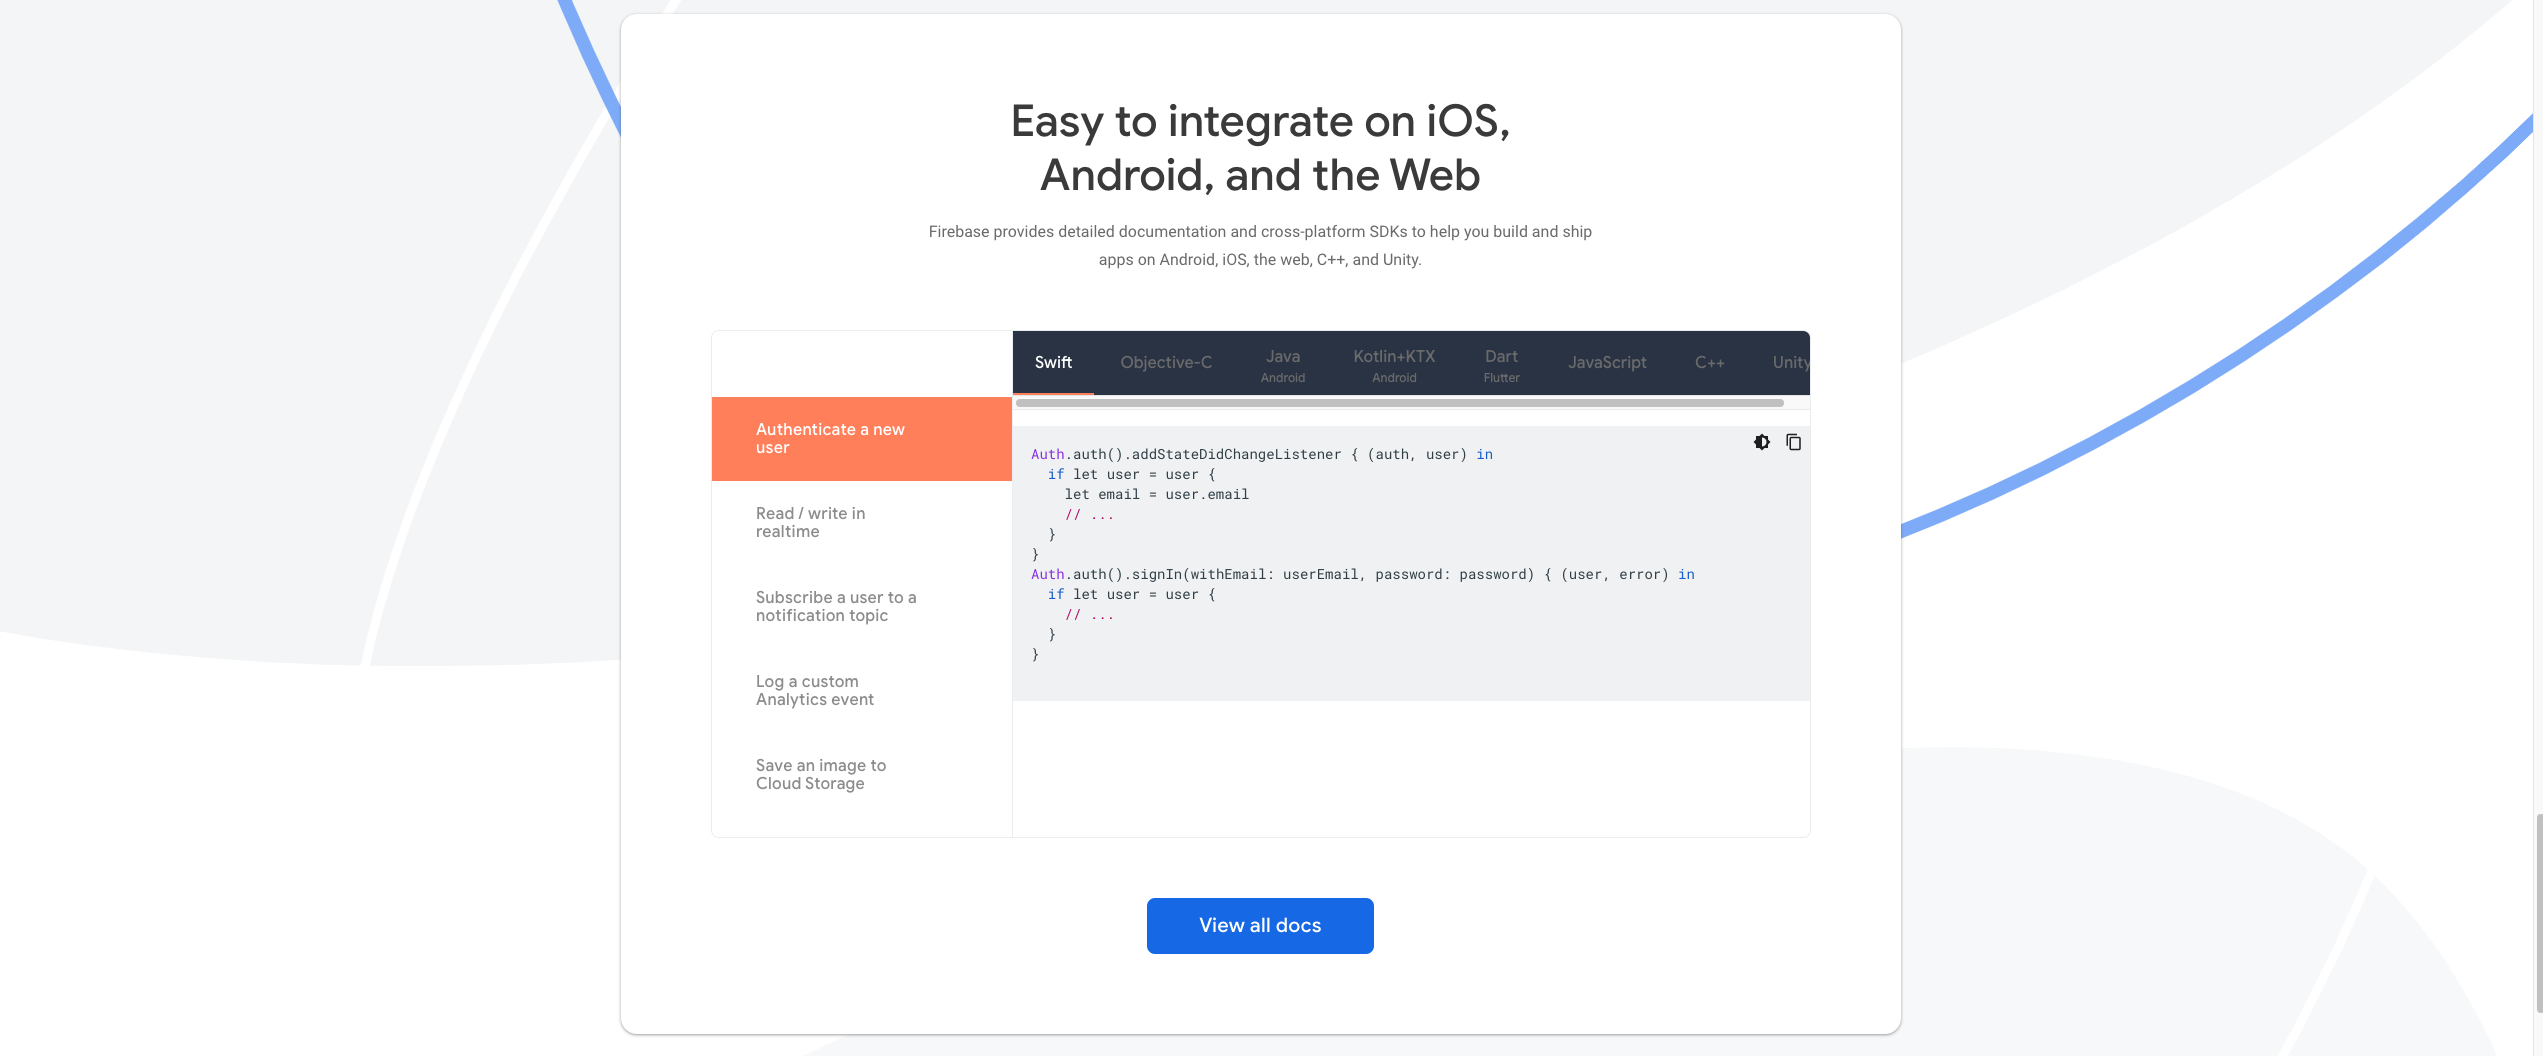 Easy to integrate on iOS,
Android, and the Web
Firebase provides detailed documentation and cross-platform SDKs to help you build and ship
apps on Android, iOS, the web, C++, and Unity.
Swift
Objective-C
Java
Android
Kotlin+KTX
Android
Dart
Flutter
JavaScript
C++
Unity
Authenticate a new
user
Read / write in
realtime
Subscribe a user to a
notification topic
Log a custom
Analytics event
Save an image to
Cloud Storage
Auth.auth().addStateDidChangeListener { (auth, user) in
  if let user = user {
    let email = user.email
    // ...
  }
}
Auth.auth().signIn(withEmail: userEmail, password: password) { (user, error) in
  if let user = user {
    // ...
  }
}
View all docs